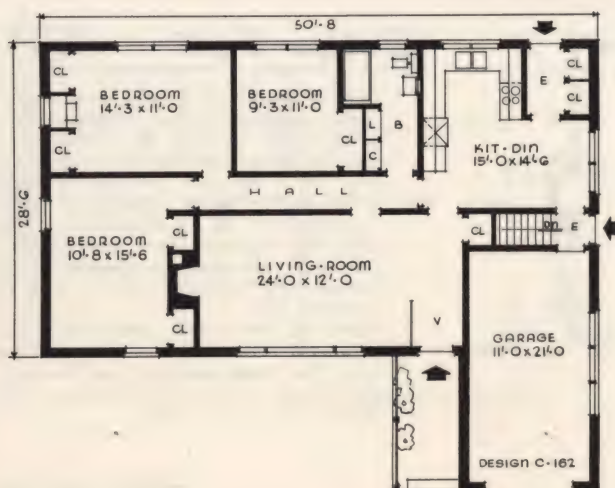 50'-8
28'-6
CL
BEDROOM
14'-3 x 11'-0
CL
BEDROOM
9'-3 x 11'-0
CL
L
C
B
E
CL
CL
KIT-DIN
15'-0 x 14'-6
HALL
BEDROOM
10'-8 x 15'-6
CL
CL
LIVING-ROOM
24'-0 x 12'-0
CL
DN
E
V
GARAGE
11'-0 x 21'-0
DESIGN C-162